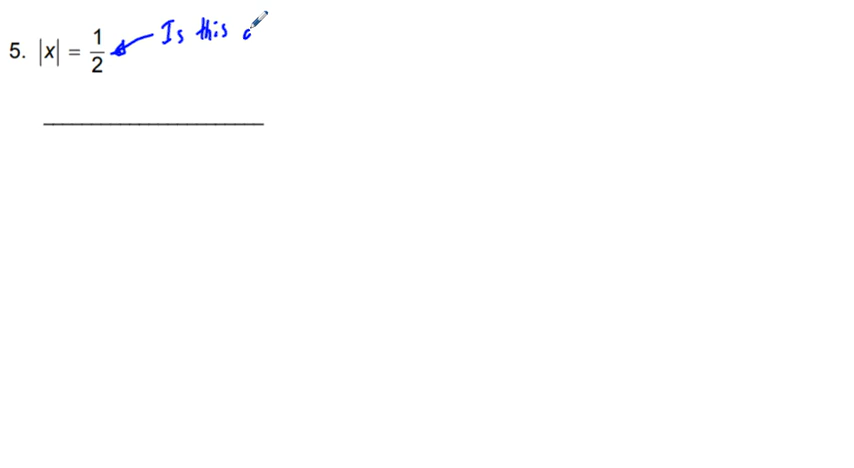 5. |x| = 1/2 Is this